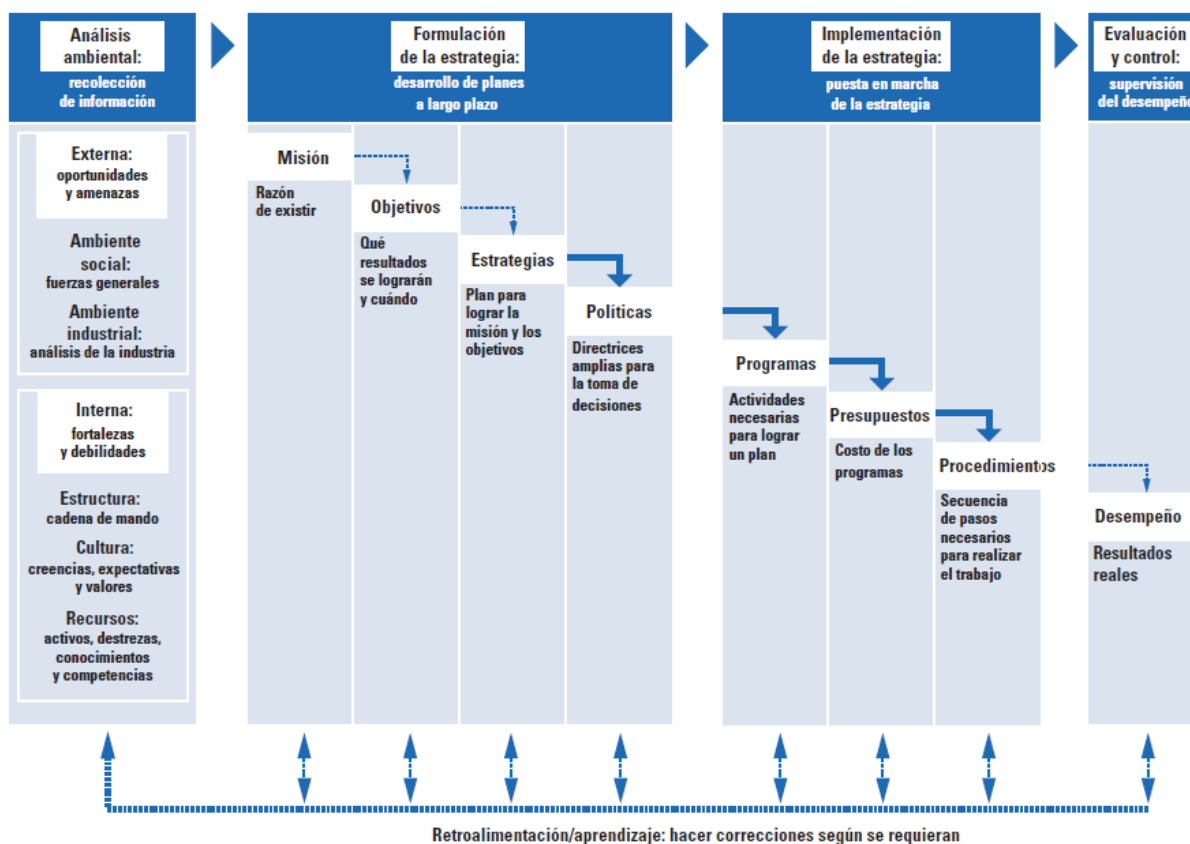 Análisis
ambiental:
recolección
de información
Externa:
oportunidades
y amenazas
Ambiente
social:
fuerzas generales
Ambiente
industrial:
análisis de la industria
Interna:
fortalezas
y debilidades
Estructura:
cadena de mando
Cultura:
creencias, expectativas
y valores
Recursos:
activos, destrezas,
conocimientos
y competencias
Formulación
de la estrategia:
desarrollo de planes
a largo plazo
Misión
Razón
de existir
Objetivos
Qué
resultados
se lograrán
y cuándo
Estrategias
Plan para
lograr la
misión y los
objetivos
Políticas
Directrices
amplias para
la toma de
decisiones
Implementación
de la estrategia:
puesta en marcha
de la estrategia
Programas
Actividades
necesarias
para lograr
un plan
Presupuestos
Costo de los
programas
Procedimientos
Secuencia
de pasos
necesarios
para realizar
el trabajo
Evaluación
y control:
supervisión
del desempeño
Desempeño
Resultados
reales
Retroalimentación/aprendizaje: hacer correcciones según se requieran